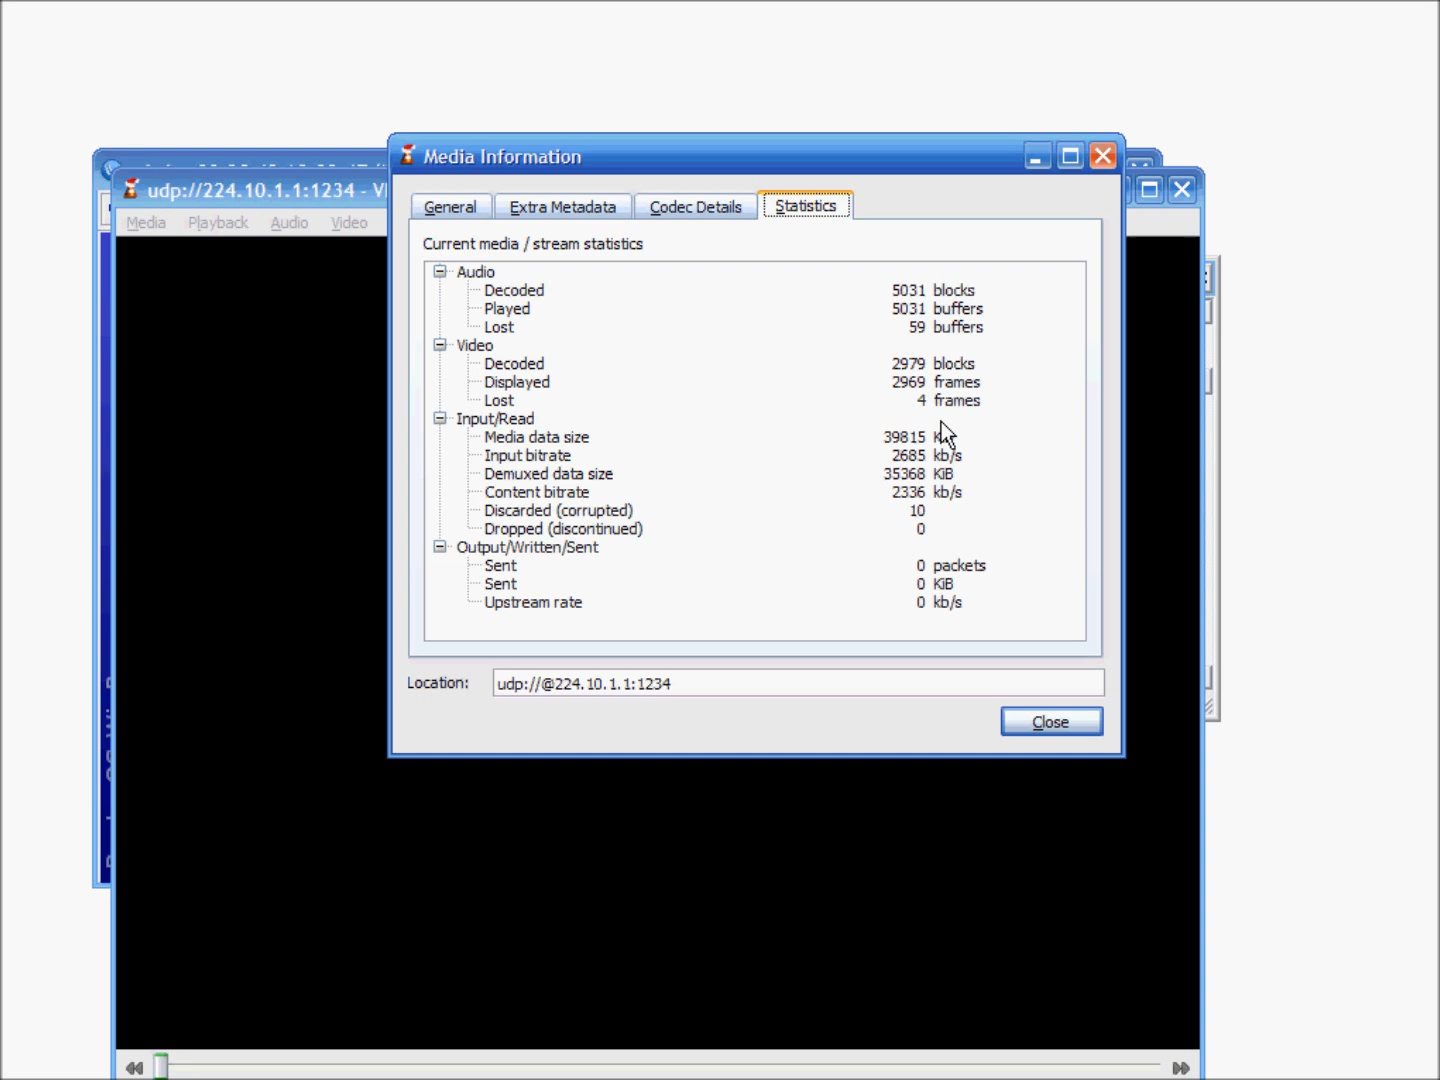 Media Information
udp://224.10.1.1:1234 -
Media Playback Audio Video
General Extra Metadata Codec Details Statistics
Current media / stream statistics
Audio
Decoded 5031 blocks
Played 5031 buffers
Lost 59 buffers
Video
Decoded 2979 blocks
Displayed 2969 frames
Lost 4 frames
Input/Read
Media data size 39815
Input bitrate 2685 kb/s
Demuxed data size 35368 KiB
Content bitrate 2336 kb/s
Discarded (corrupted) 10
Dropped (discontinued) 0
Output/Written/Sent
Sent 0 packets
Sent 0 KiB
Upstream rate 0 kb/s
Location: udp://@224.10.1.1:1234
Close